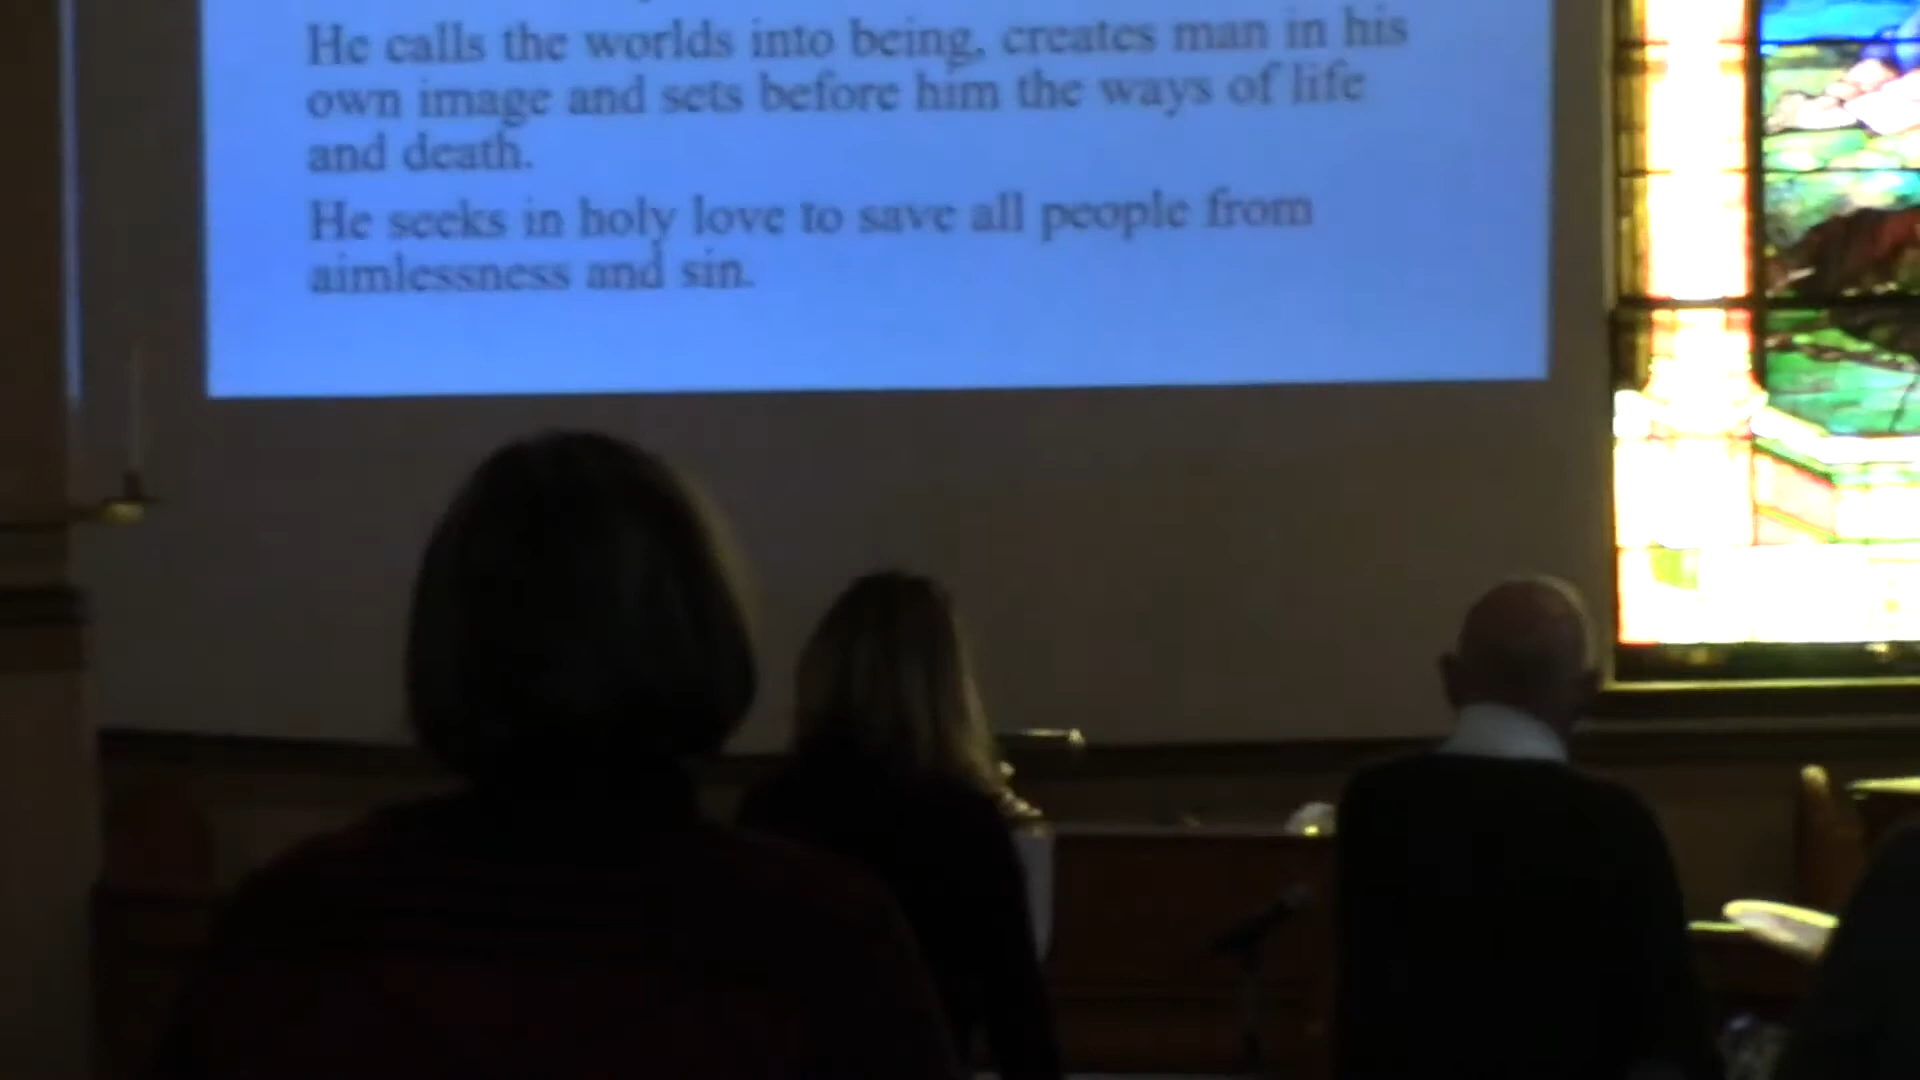 He calls the worlds into being, creates man in his
own image and sets before him the ways of life
and death.
He seeks in holy love to save all people from
aimlessness and sin.